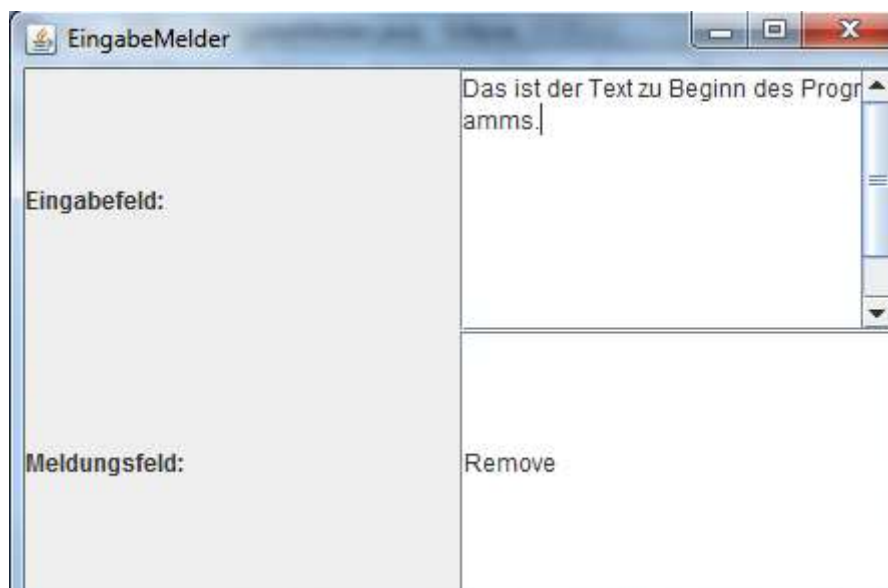 EingabeMelder
Das ist der Text zu Beginn des Progr
amms.
Eingabefeld:
Meldungsfeld:
Remove